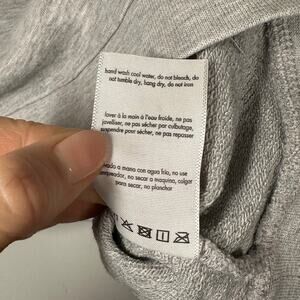 hand wash cool water, do not bleach, do
not tumble dry, hang dry, do not iron
laver à la main à l'eau froide, ne pas
javelliser, ne pas sécher par culbutage,
suspendre pour sécher, ne pas repasser
a mano con agua fría, no use
no secar a maquina, colgar
para secar, no planchar